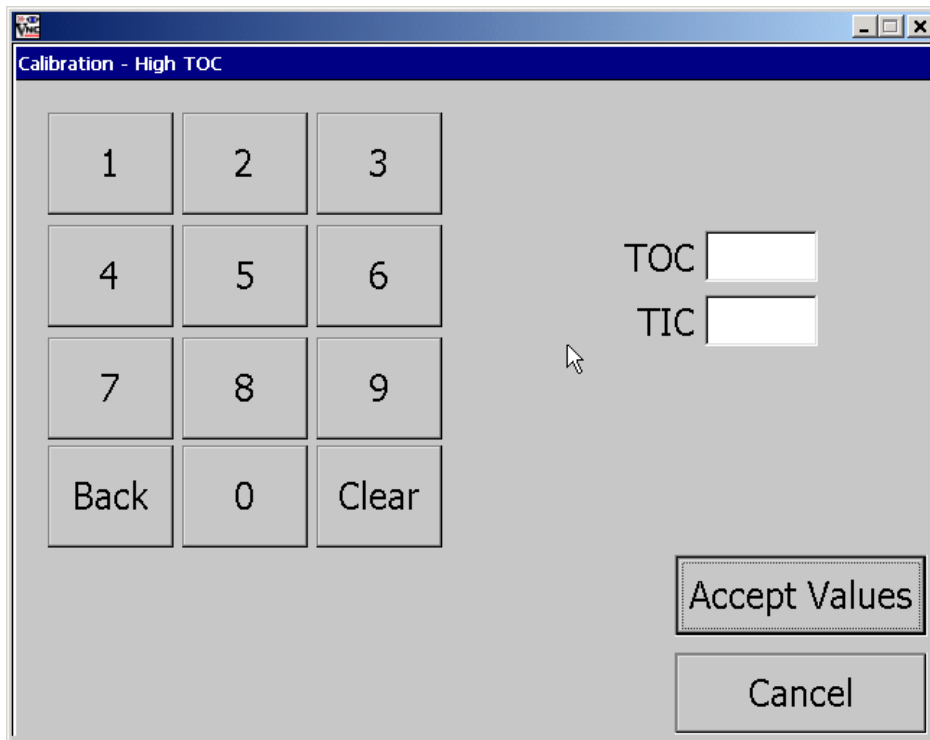 VNC
Calibration - High TOC
1 2 3
4 5 6
7 8 9
Back 0 Clear
TOC
TIC
Accept Values
Cancel